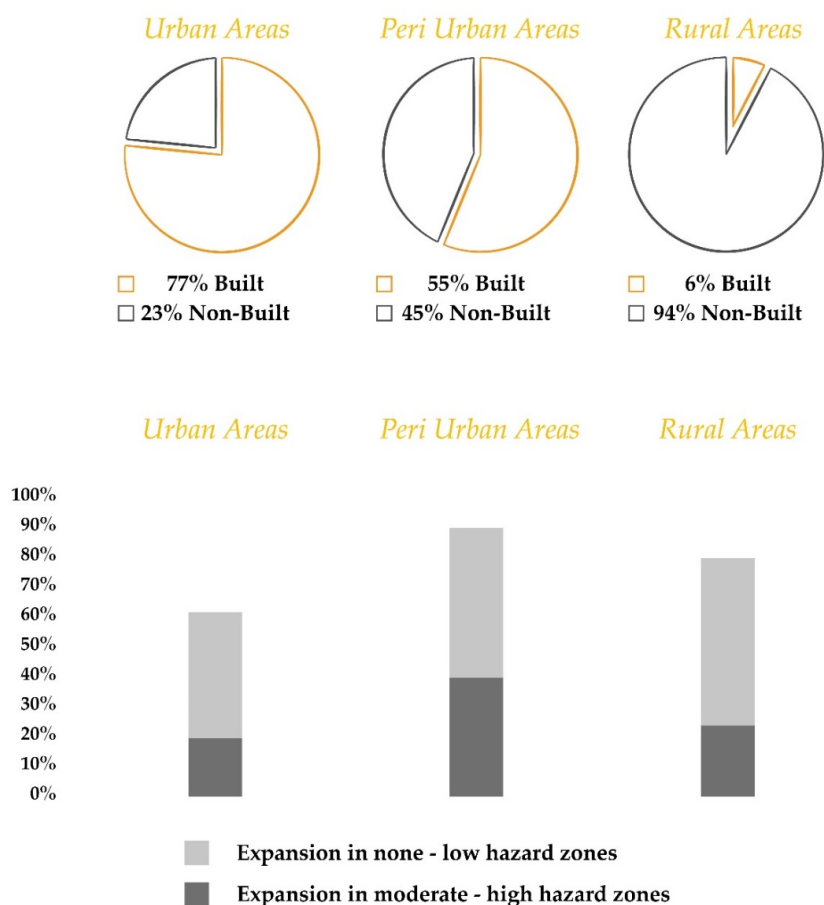 Urban Areas
Peri Urban Areas
Rural Areas
77% Built
23% Non-Built
55% Built
45% Non-Built
6% Built
94% Non-Built
Urban Areas
Peri Urban Areas
Rural Areas
100%
90%
80%
70%
60%
50%
40%
30%
20%
10%
0%
Expansion in none - low hazard zones
Expansion in moderate - high hazard zones